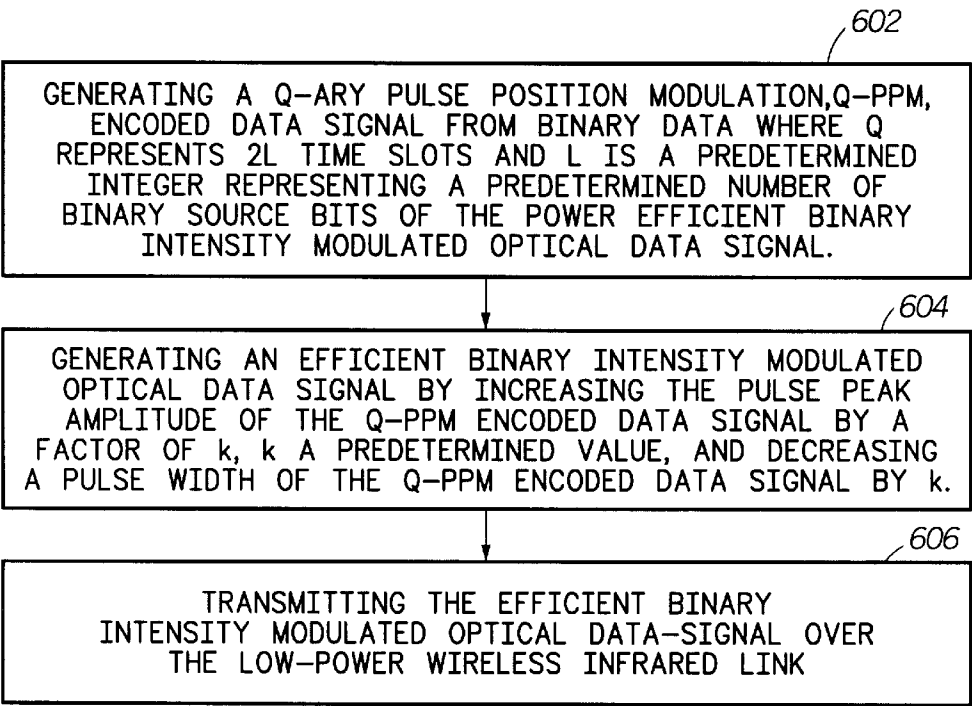 602
GENERATING A Q-ARY PULSE POSITION MODULATION,Q-PPM,
ENCODED DATA SIGNAL FROM BINARY DATA WHERE Q
REPRESENTS 2L TIME SLOTS AND L IS A PREDETERMINED
INTEGER REPRESENTING A PREDETERMINED NUMBER OF
BINARY SOURCE BITS OF THE POWER EFFICIENT BINARY
INTENSITY MODULATED OPTICAL DATA SIGNAL.
604
GENERATING AN EFFICIENT BINARY INTENSITY MODULATED
OPTICAL DATA SIGNAL BY INCREASING THE PULSE PEAK
AMPLITUDE OF THE Q-PPM ENCODED DATA SIGNAL BY A
FACTOR OF k, k A PREDETERMINED VALUE, AND DECREASING
A PULSE WIDTH OF THE Q-PPM ENCODED DATA SIGNAL BY k.
606
TRANSMITTING THE EFFICIENT BINARY
INTENSITY MODULATED OPTICAL DATA-SIGNAL OVER
THE LOW-POWER WIRELESS INFRARED LINK